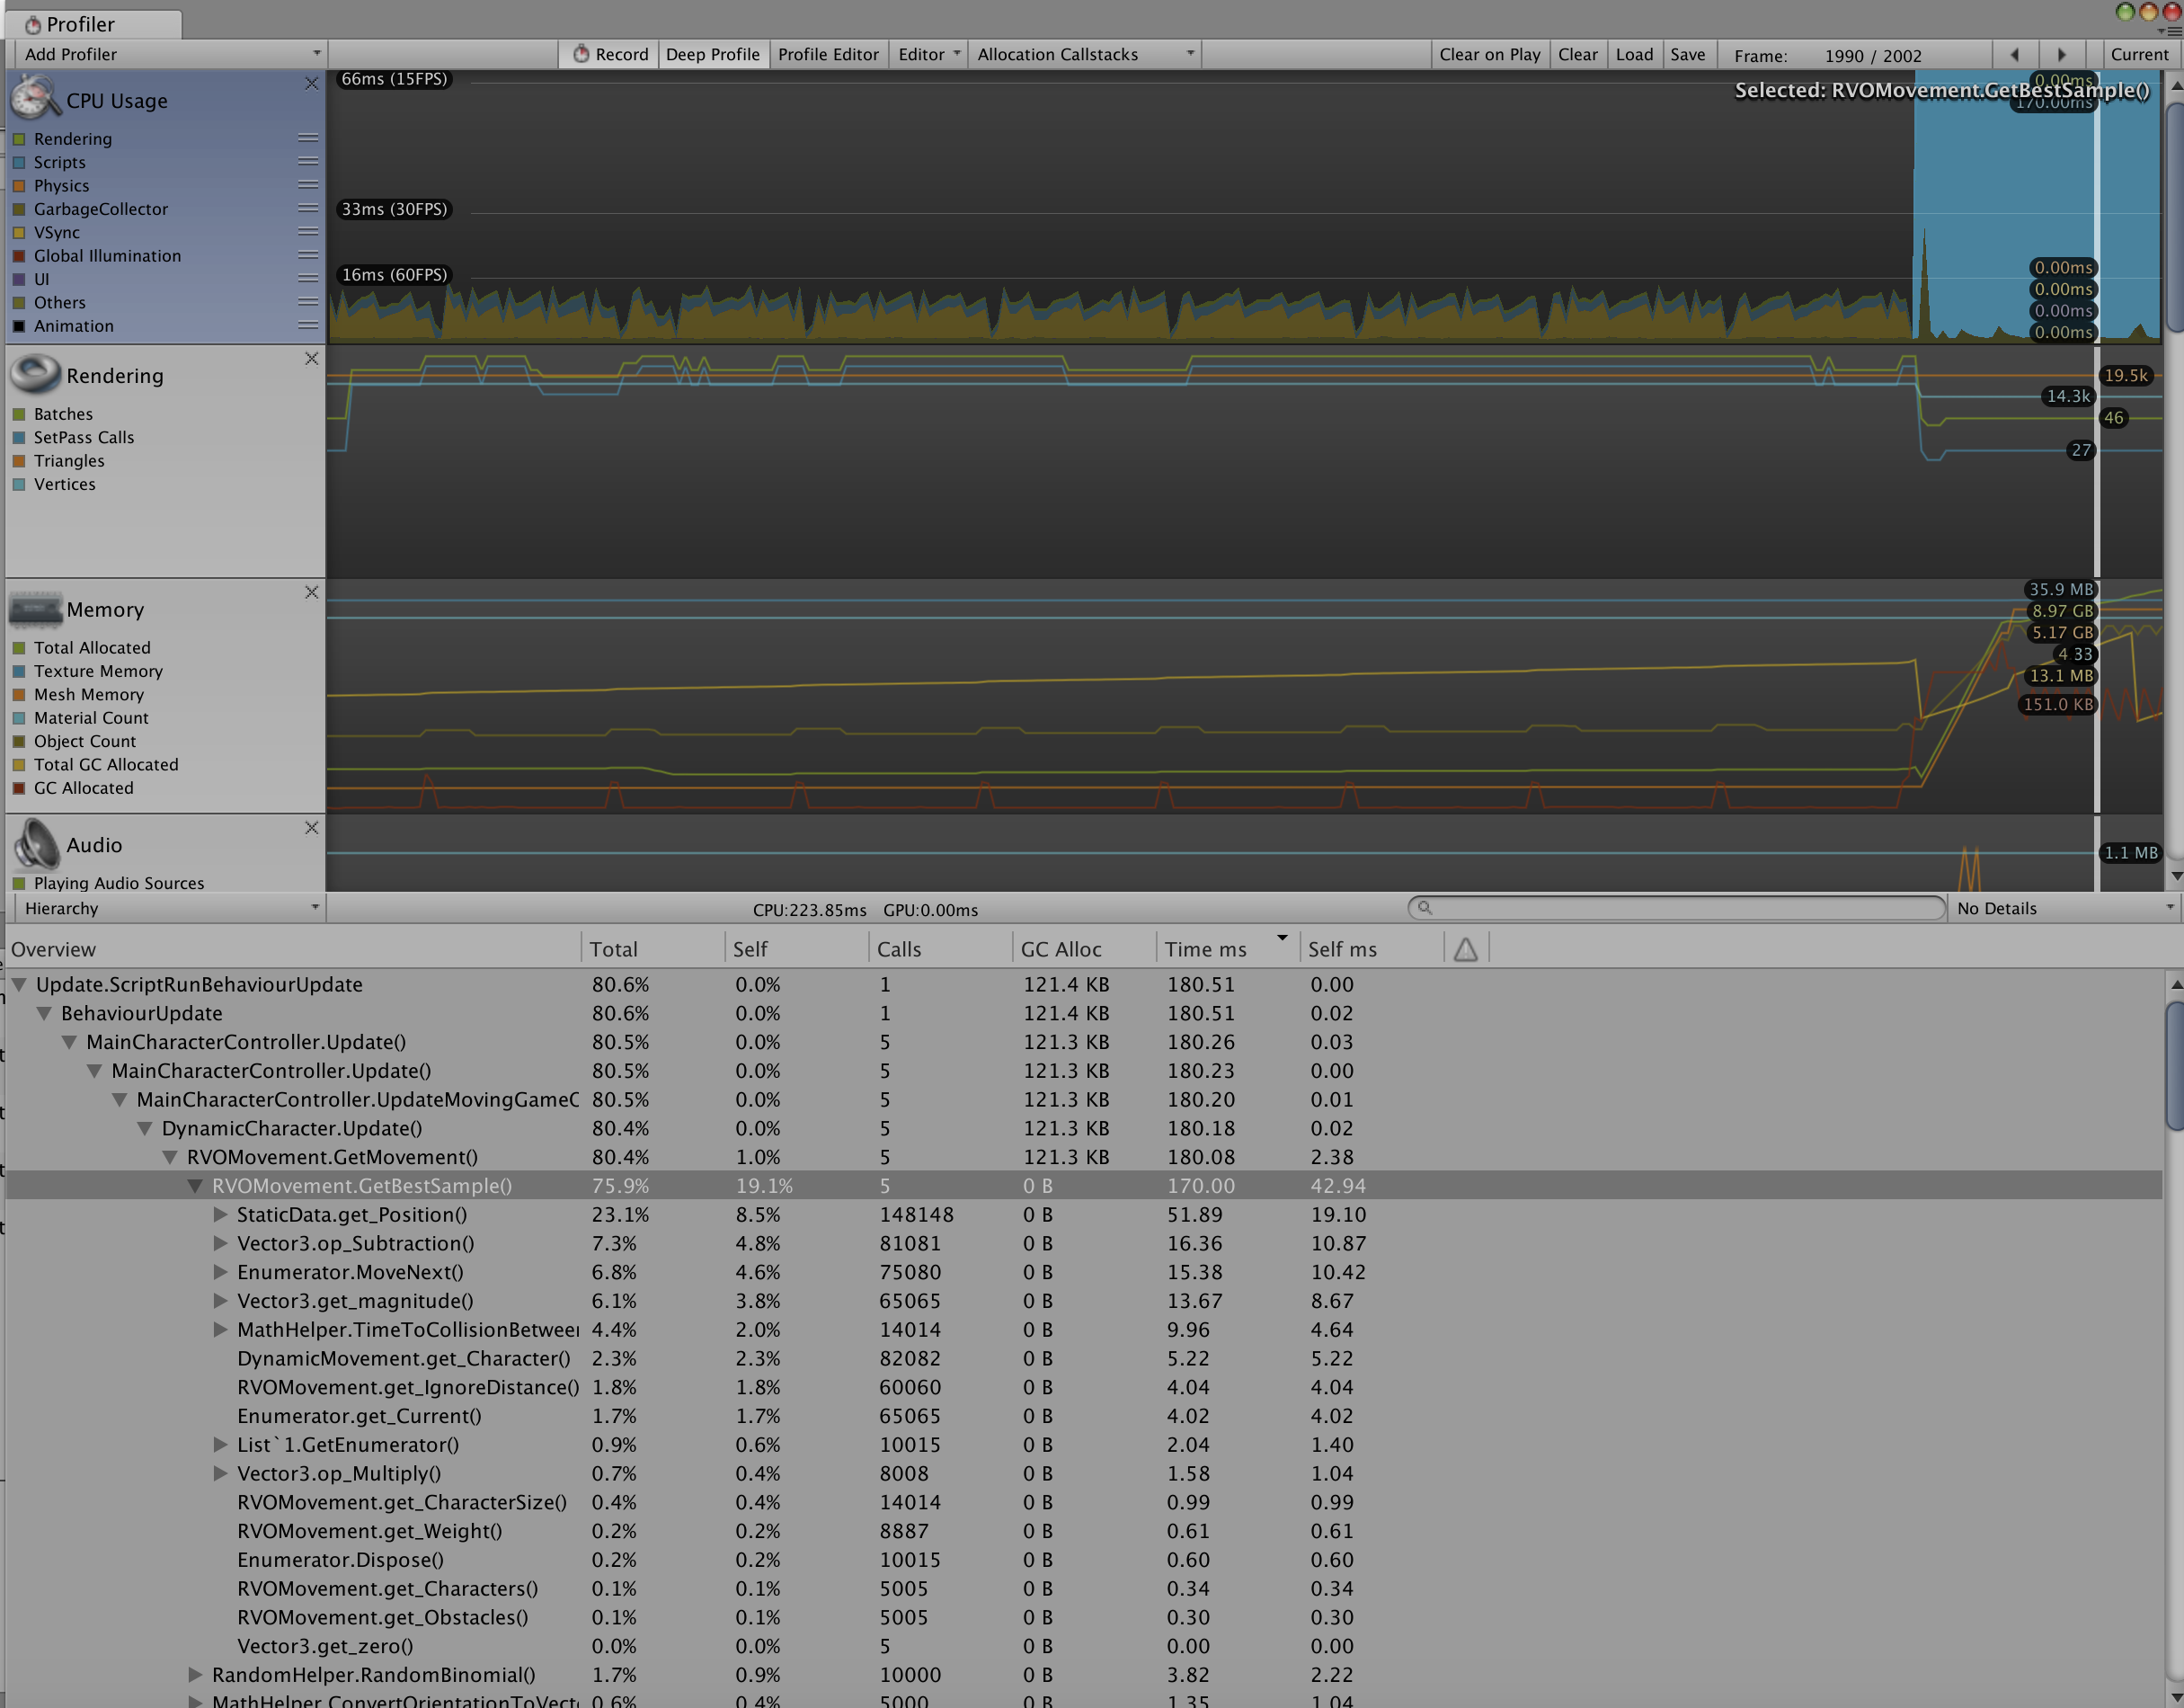 Profiler
Add Profiler Record Deep Profile Profile Editor Editor Allocation Callstacks Clear on Play Clear Load Save Frame: 1990 / 2002 Current
CPU Usage
Rendering
Scripts
Physics
GarbageCollector
VSync
Global Illumination
UI
Others
Animation
66ms (15FPS)
33ms (30FPS)
16ms (60FPS)
Selected: RVOMovement.GetBestSample()
0.00ms
170.00ms
0.00ms
0.00ms
0.00ms
0.00ms
Rendering
Batches
SetPass Calls
Triangles
Vertices
19.5k
14.3k
46
27
Memory
Total Allocated
Texture Memory
Mesh Memory
Material Count
Object Count
Total GC Allocated
GC Allocated
35.9 MB
8.97 GB
5.17 GB
33
13.1 MB
151.0 KB
Audio
Playing Audio Sources
1.1 MB
Hierarchy CPU:223.85ms GPU:0.00ms No Details
Overview Total Self Calls GC Alloc Time ms Self ms
Update.ScriptRunBehaviourUpdate 80.6% 0.0% 1 121.4 KB 180.51 0.00
BehaviourUpdate 80.6% 0.0% 1 121.4 KB 180.51 0.02
MainCharacterController.Update() 80.5% 0.0% 5 121.3 KB 180.26 0.03
MainCharacterController.Update() 80.5% 0.0% 5 121.3 KB 180.23 0.00
MainCharacterController.UpdateMovingGameC 80.5% 0.0% 5 121.3 KB 180.20 0.01
DynamicCharacter.Update() 80.4% 0.0% 5 121.3 KB 180.18 0.02
RVOMovement.GetMovement() 80.4% 1.0% 5 121.3 KB 180.08 2.38
RVOMovement.GetBestSample() 75.9% 19.1% 5 0 B 170.00 42.94
StaticData.get_Position() 23.1% 8.5% 148148 0 B 51.89 19.10
Vector3.op_Subtraction() 7.3% 4.8% 81081 0 B 16.36 10.87
Enumerator.MoveNext() 6.8% 4.6% 75080 0 B 15.38 10.42
Vector3.get_magnitude() 6.1% 3.8% 65065 0 B 13.67 8.67
MathHelper.TimeToCollisionBetween 4.4% 2.0% 14014 0 B 9.96 4.64
DynamicMovement.get_Character() 2.3% 2.3% 82082 0 B 5.22 5.22
RVOMovement.get_IgnoreDistance() 1.8% 1.8% 60060 0 B 4.04 4.04
Enumerator.get_Current() 1.7% 1.7% 65065 0 B 4.02 4.02
List`1.GetEnumerator() 0.9% 0.6% 10015 0 B 2.04 1.40
Vector3.op_Multiply() 0.7% 0.4% 8008 0 B 1.58 1.04
RVOMovement.get_CharacterSize() 0.4% 0.4% 14014 0 B 0.99 0.99
RVOMovement.get_Weight() 0.2% 0.2% 8887 0 B 0.61 0.61
Enumerator.Dispose() 0.2% 0.2% 10015 0 B 0.60 0.60
RVOMovement.get_Characters() 0.1% 0.1% 5005 0 B 0.34 0.34
RVOMovement.get_Obstacles() 0.1% 0.1% 5005 0 B 0.30 0.30
Vector3.get_zero() 0.0% 0.0% 5 0 B 0.00 0.00
RandomHelper.RandomBinomial() 1.7% 0.9% 10000 0 B 3.82 2.22
MathHelper.ConvertOrientationToVect 0.6% 0.4% 5000 0 B 1.35 1.04